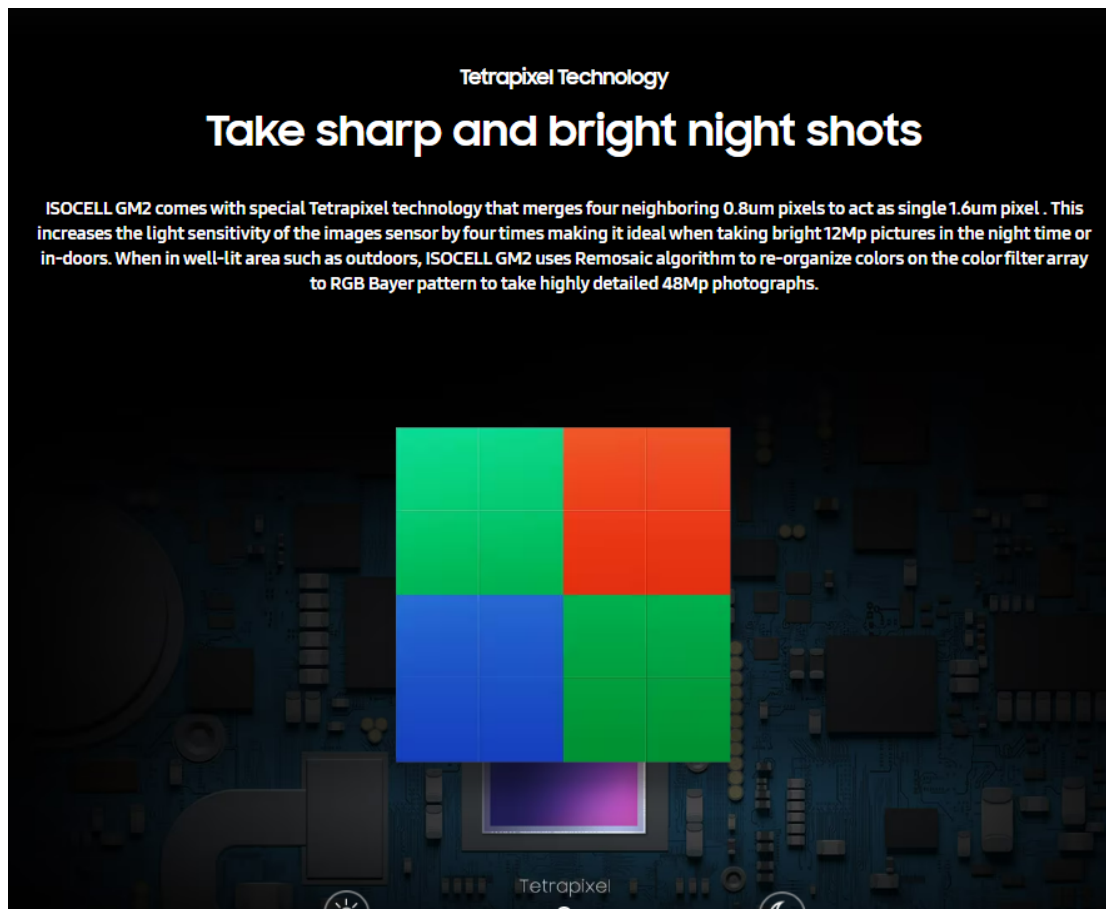 Tetrapixel Technology
Take sharp and bright night shots
ISOCELL GM2 comes with special Tetrapixel technology that merges four neighboring 0.8um pixels to act as single 1.6um pixel . This
increases the light sensitivity of the images sensor by four times making it ideal when taking bright 12Mp pictures in the night time or
in-doors. When in well-lit area such as outdoors, ISOCELL GM2 uses Remosaic algorithm to re-organize colors on the color filter array
to RGB Bayer pattern to take highly detailed 48Mp photographs.
Tetrapixel